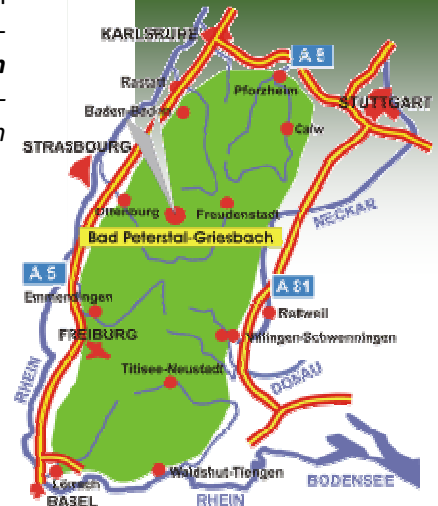 KARLSRUHE
A 8
Rastatt
Pforzheim
Baden-Baden
STUTTGART
Calw
STRASBOURG
Offenburg
Freudenstadt
NECKAR
Bad Peterstal-Griesbach
A 5
A 81
Emmendingen
Rottweil
FREIBURG
Villingen-Schwenningen
Titisee-Neustadt
DONAU
RHEIN
Lörrach
Waldshut-Tiengen
BODENSEE
BASEL
RHEIN